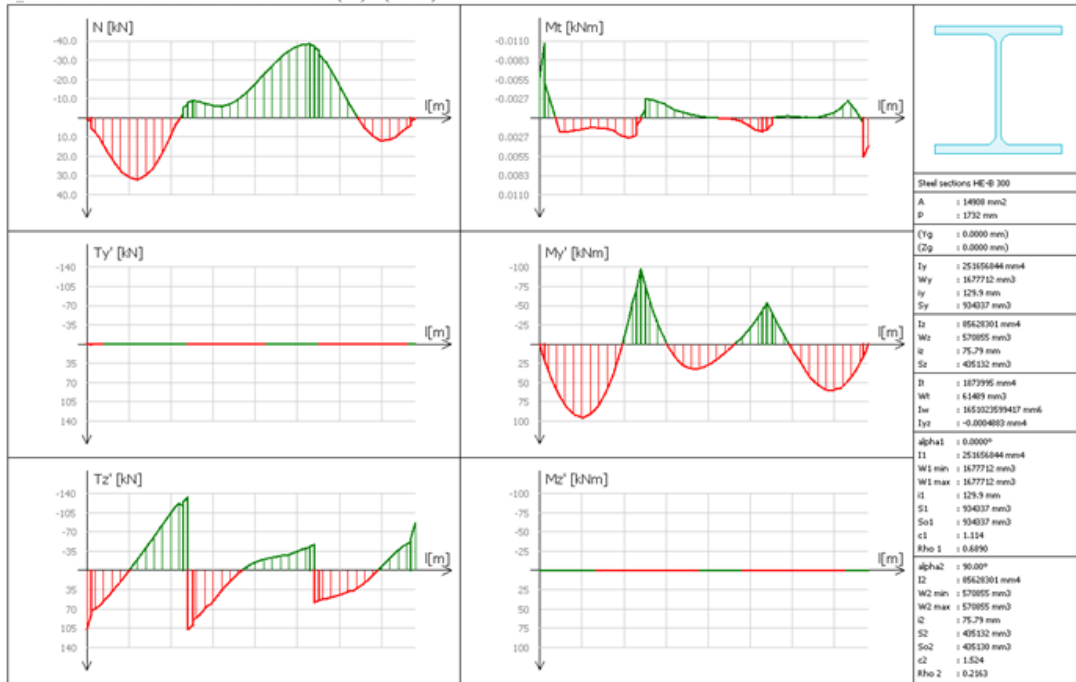 N [kN]
-40.0
-30.0
-20.0
-10.0
10.0
20.0
30.0
40.0
l[m]
Mt [kNm]
-0.0110
-0.0083
-0.0055
-0.0027
0.0027
0.0055
0.0083
0.0110
l[m]
Ty' [kN]
-140
-105
-70
-35
35
70
105
140
l[m]
My' [kNm]
-100
-75
-50
-25
25
50
75
100
l[m]
Tz' [kN]
-140
-105
-70
-35
35
70
105
140
l[m]
Mz' [kNm]
-100
-75
-50
-25
25
50
75
100
l[m]
Steel sections HE-B 300
A : 14908 mm2
P : 1732 mm
(Yg : 0.0000 mm)
(Zg : 0.0000 mm)
Iy : 251656844 mm4
Wy : 1677712 mm3
iy : 129.9 mm
Sy : 934337 mm3
Iz : 85628301 mm4
Wz : 570855 mm3
iz : 75.79 mm
Sz : 435132 mm3
It : 1873995 mm4
Wt : 61489 mm3
Iw : 1651023599417 mm6
Iyz : -0.0004883 mm4
alpha1 : 0.0000°
I1 : 251656844 mm4
W1 min : 1677712 mm3
W1 max : 1677712 mm3
i1 : 129.9 mm
S1 : 934337 mm3
So1 : 934337 mm3
c1 : 1.114
Rho 1 : 0.6890
alpha2 : 90.00°
I2 : 85628301 mm4
W2 min : 570855 mm3
W2 max : 570855 mm3
i2 : 75.79 mm
S2 : 435132 mm3
So2 : 435130 mm3
c2 : 1.524
Rho 2 : 0.2163